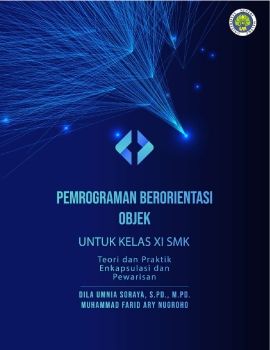 PEMROGRAMAN BERORIENTASI
OBJEK
UNTUK KELAS XI SMK
Teori dan Praktik
Enkapsulasi dan
Pewarisan
DILA UMNIA SORAYA, S.PD., M.PD.
MUHAMMAD FARID ARY NUGROHO